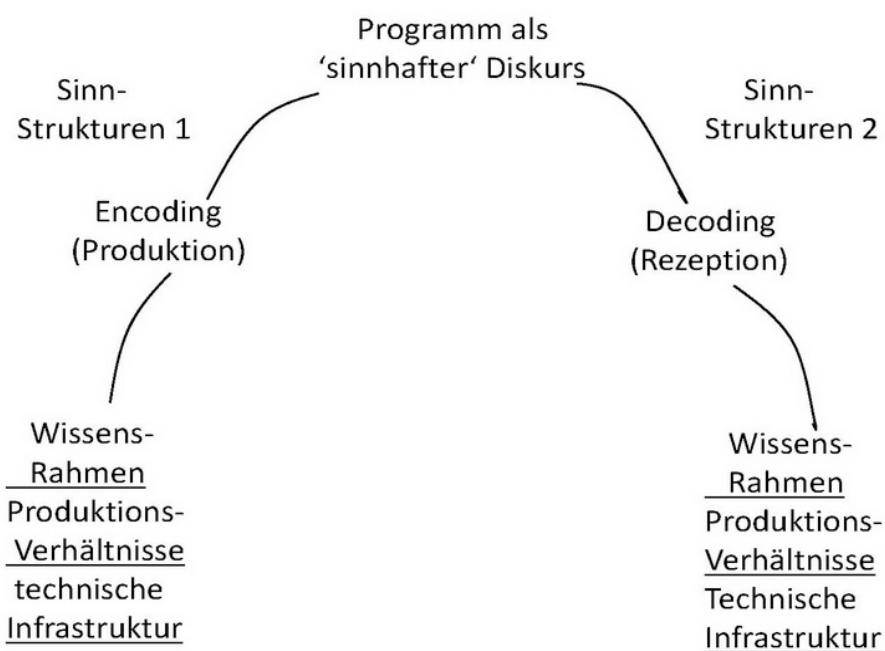 Programm als
‘sinnhafter‘ Diskurs
Sinn-
Strukturen 1
Sinn-
Strukturen 2
Encoding
(Produktion)
Decoding
(Rezeption)
Wissens-
Rahmen
Produktions-
Verhältnisse
technische
Infrastruktur
Wissens-
Rahmen
Produktions-
Verhältnisse
Technische
Infrastruktur